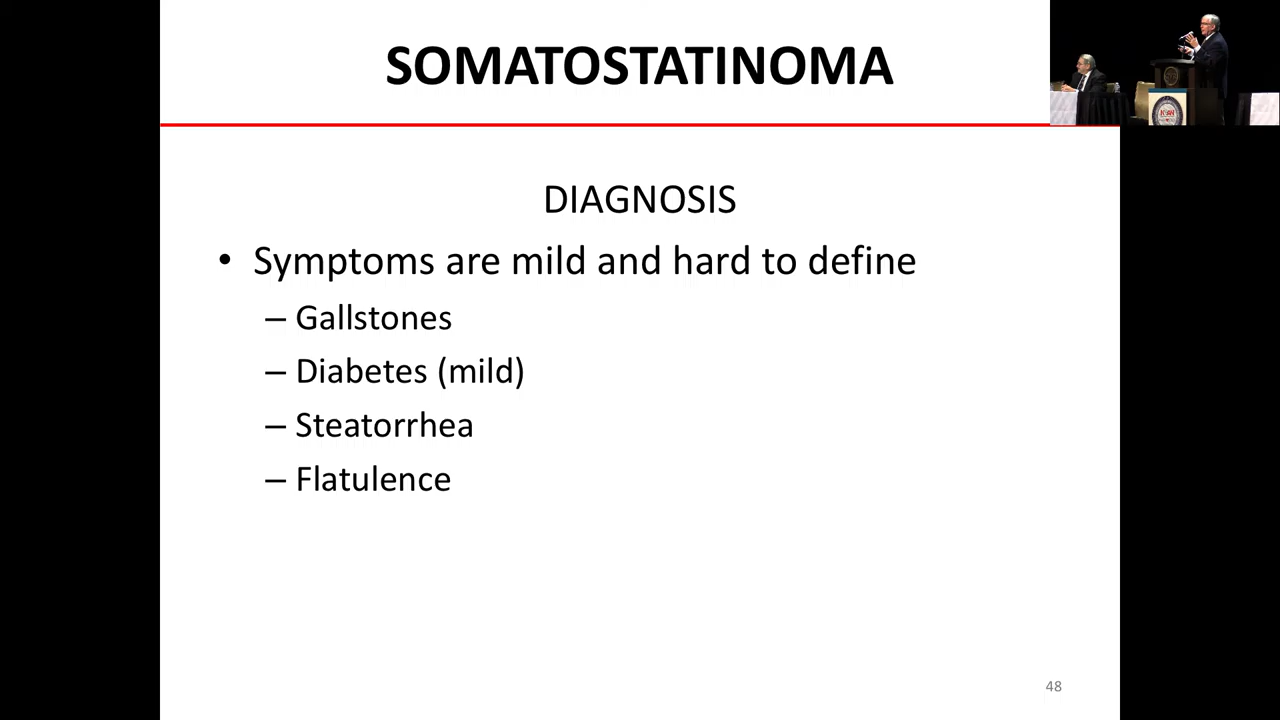 SOMATOSTATINOMA
DIAGNOSIS
• Symptoms are mild and hard to define
– Gallstones
– Diabetes (mild)
– Steatorrhea
– Flatulence
48